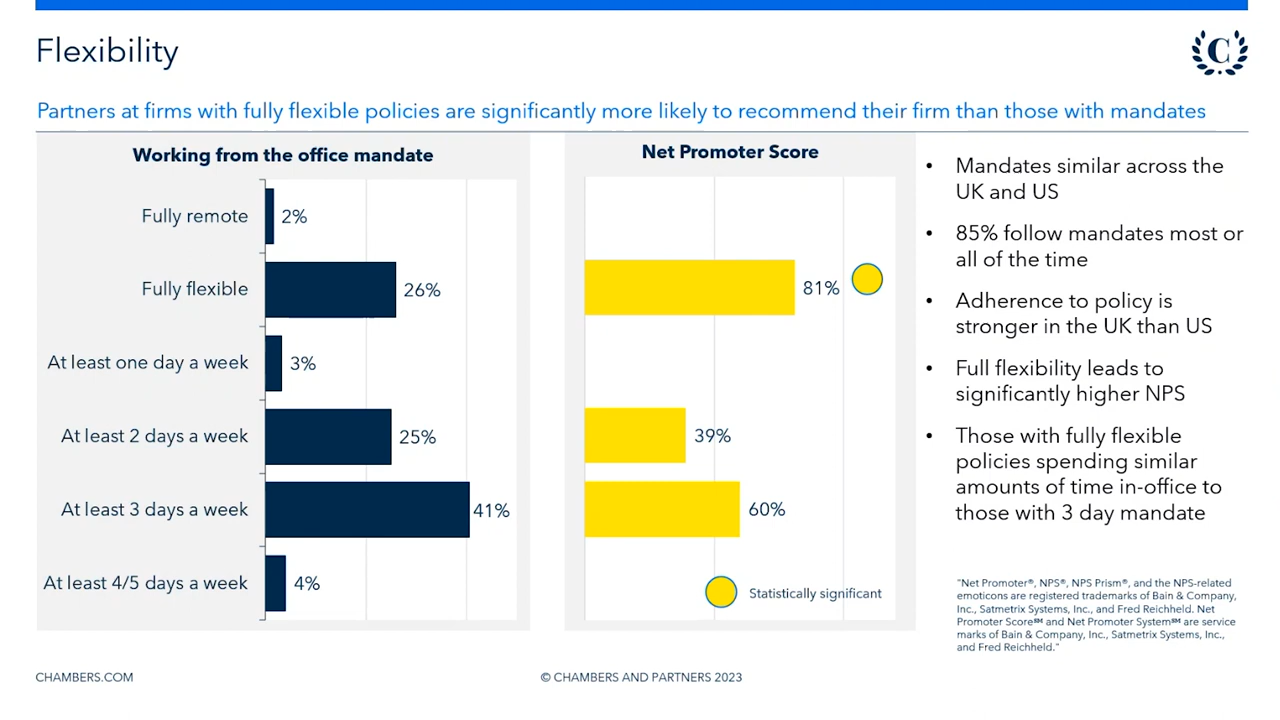 Flexibility
C
Partners at firms with fully flexible policies are significantly more likely to recommend their firm than those with mandates
Working from the office mandate
Fully remote
2%
Fully flexible
26%
At least one day a week
3%
At least 2 days a week
25%
At least 3 days a week
41%
At least 4/5 days a week
4%
Net Promoter Score
81%
39%
60%
Statistically significant
• Mandates similar across the
UK and US
• 85% follow mandates most or
all of the time
• Adherence to policy is
stronger in the UK than US
• Full flexibility leads to
significantly higher NPS
• Those with fully flexible
policies spending similar
amounts of time in-office to
those with 3 day mandate
"Net Promoter®, NPS®, NPS Prism®, and the NPS-related
emoticons are registered trademarks of Bain & Company,
Inc., Satmetrix Systems, Inc., and Fred Reichheld. Net
Promoter Score℠ and Net Promoter System℠ are service
marks of Bain & Company, Inc., Satmetrix Systems, Inc.,
and Fred Reichheld."
CHAMBERS.COM
© CHAMBERS AND PARTNERS 2023